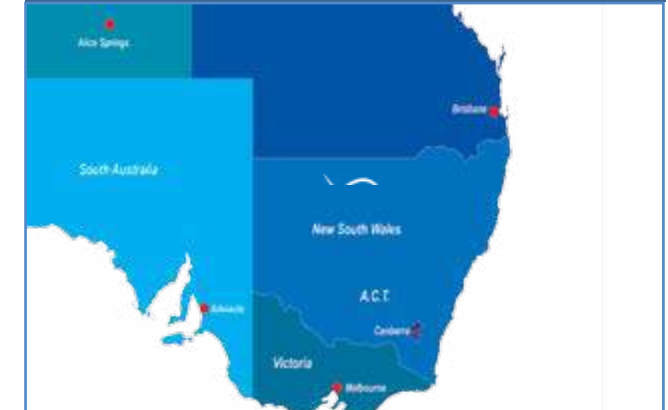 Alice Springs
Brisbane
South Australia
New South Wales
A.C.T.
Adelaide
Canberra
Victoria
Melbourne